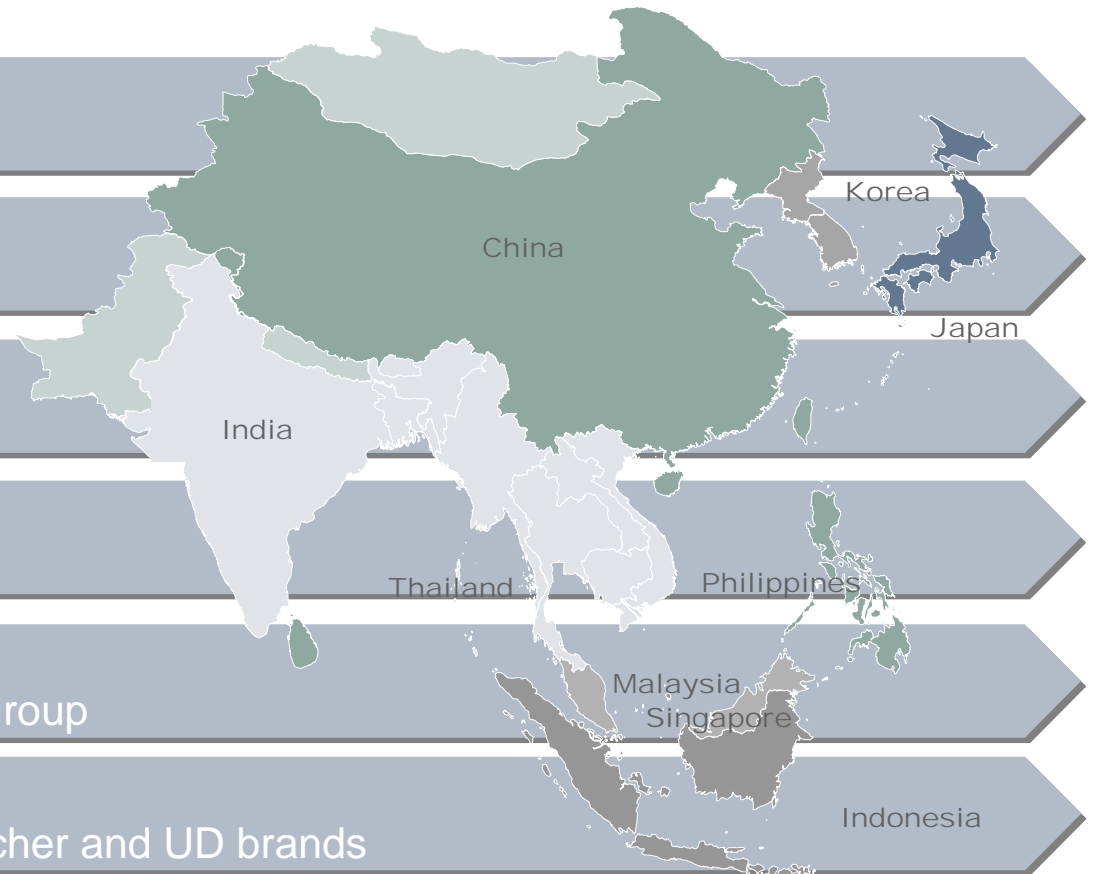 Korea
China
Japan
India
Thailand
Philippines
Malaysia
roup
Singapore
Indonesia
cher and UD brands